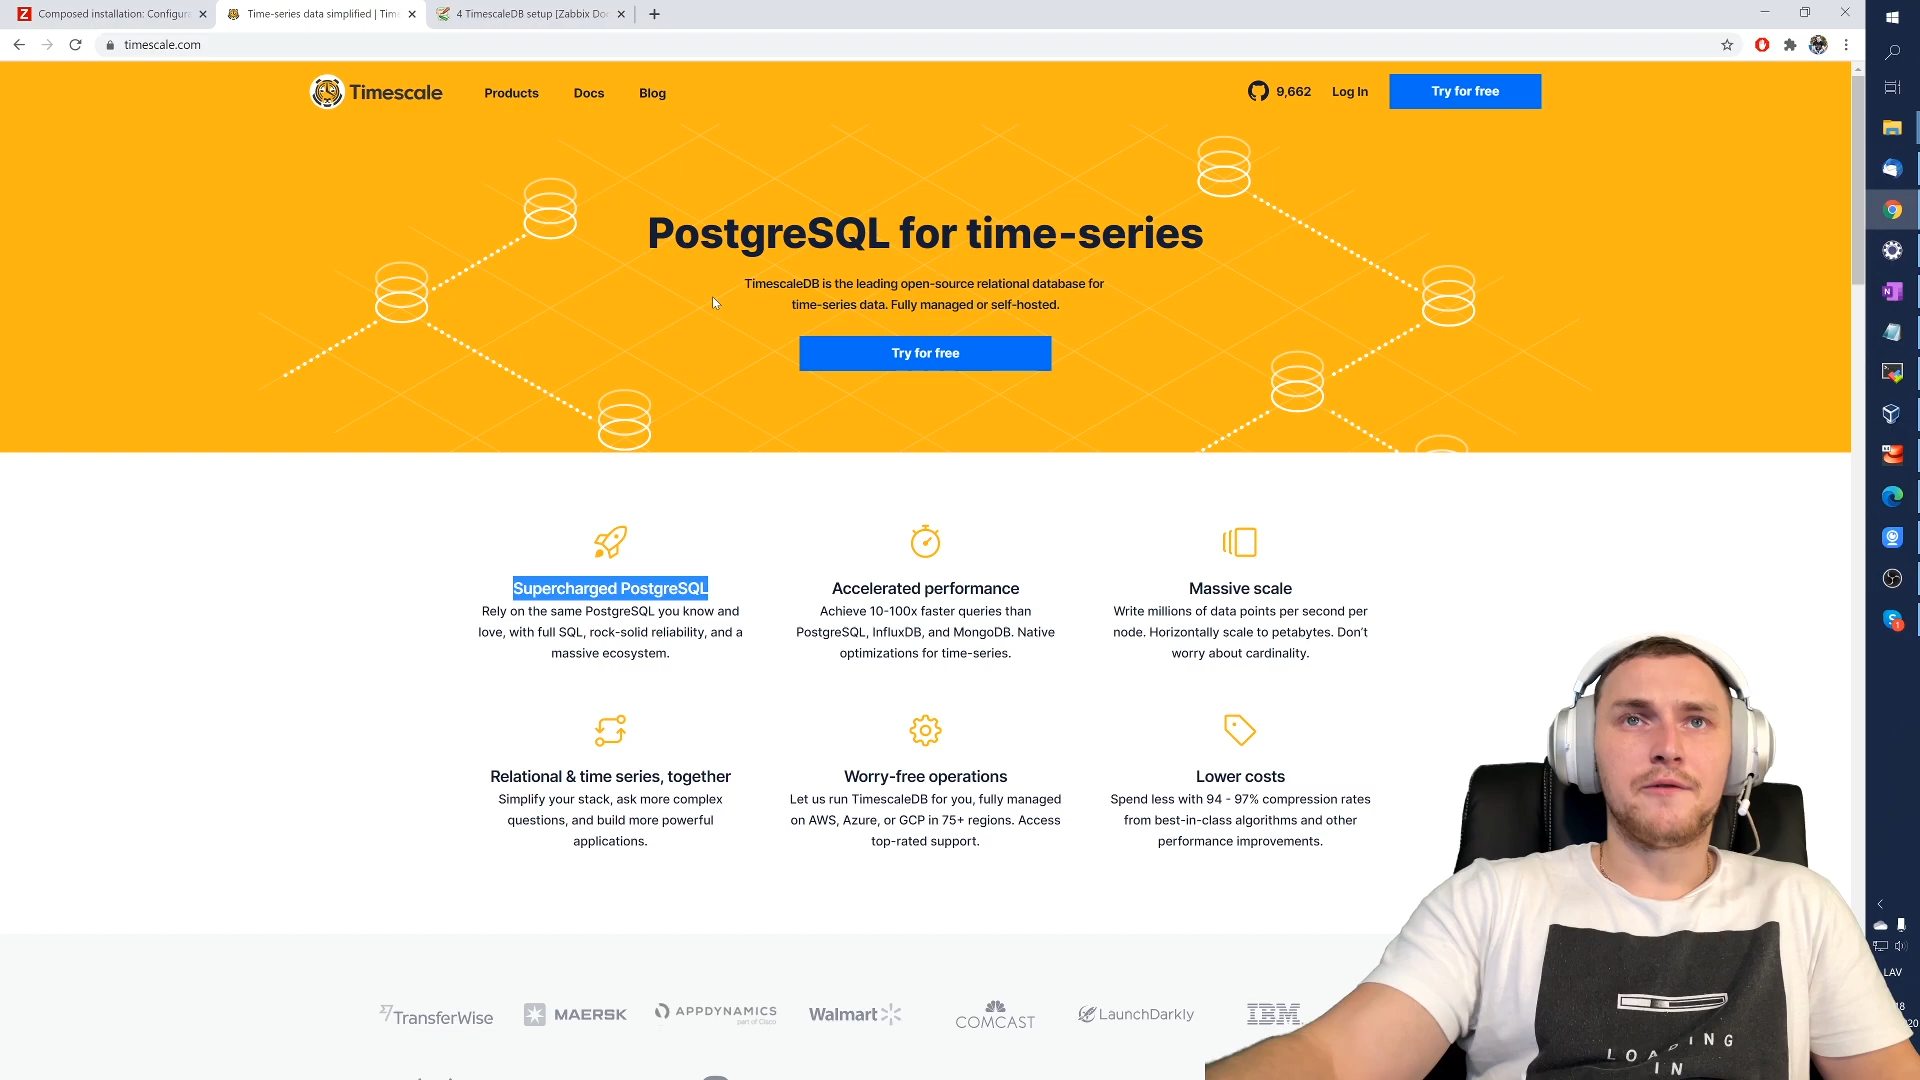 Composed installation: Configura
Time-series data simplified | Time
4 TimescaleDB setup [Zabbix Doc
timescale.com
Timescale
Products
Docs
Blog
9,662
Log In
Try for free
PostgreSQL for time-series
TimescaleDB is the leading open-source relational database for
time-series data. Fully managed or self-hosted.
Try for free
Supercharged PostgreSQL
Rely on the same PostgreSQL you know and
love, with full SQL, rock-solid reliability, and a
massive ecosystem.
Accelerated performance
Achieve 10-100x faster queries than
PostgreSQL, InfluxDB, and MongoDB. Native
optimizations for time-series.
Massive scale
Write millions of data points per second per
node. Horizontally scale to petabytes. Don't
worry about cardinality.
Relational & time series, together
Simplify your stack, ask more complex
questions, and build more powerful
applications.
Worry-free operations
Let us run TimescaleDB for you, fully managed
on AWS, Azure, or GCP in 75+ regions. Access
top-rated support.
Lower costs
Spend less with 94 - 97% compression rates
from best-in-class algorithms and other
performance improvements.
TransferWise
MAERSK
APPDYNAMICS
part of Cisco
Walmart
COMCAST
LaunchDarkly
IBM
LAV
LOADING
IN